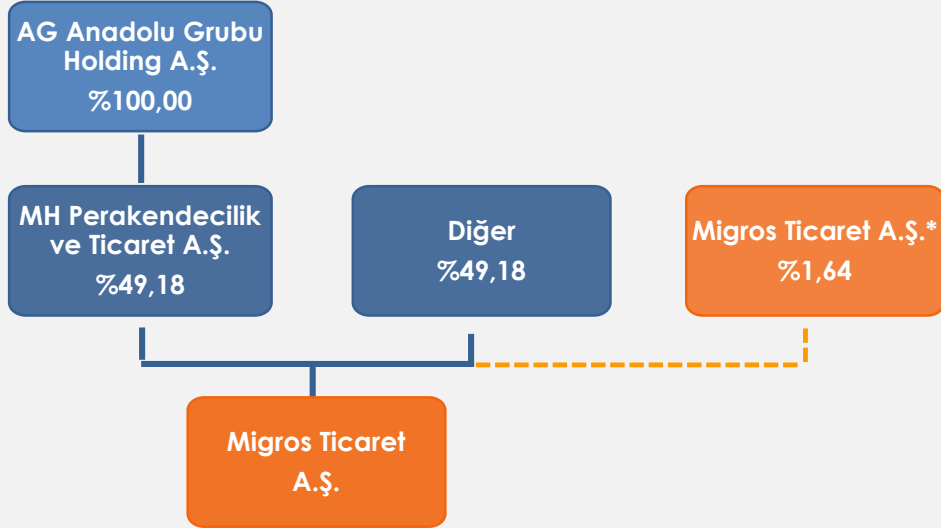 AG Anadolu Grubu
Holding A.Ş.
%100,00
MH Perakendecilik
ve Ticaret A.Ş.
%49,18
Diğer
%49,18
Migros Ticaret A.Ş.*
%1,64
Migros Ticaret
A.Ş.